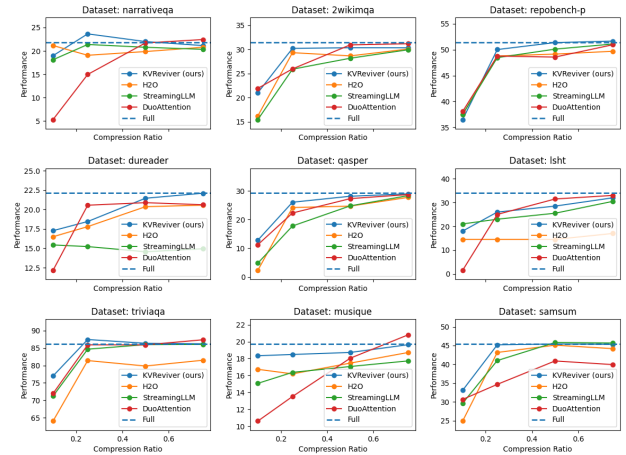 Dataset: narrativeqa
25
20
15
10
5
Performance
KVReviver (ours)
H2O
StreamingLLM
DuoAttention
Full
Compression Ratio
Dataset: 2wikimqa
35
30
25
20
15
Performance
KVReviver (ours)
H2O
StreamingLLM
DuoAttention
Full
Compression Ratio
Dataset: repobench-p
55
50
45
40
35
Performance
KVReviver (ours)
H2O
StreamingLLM
DuoAttention
Full
Compression Ratio
Dataset: dureader
25.0
22.5
20.0
17.5
15.0
12.5
Performance
KVReviver (ours)
H2O
StreamingLLM
DuoAttention
Full
Compression Ratio
Dataset: qasper
30
20
10
0
Performance
KVReviver (ours)
H2O
StreamingLLM
DuoAttention
Full
Compression Ratio
Dataset: lsht
40
30
20
10
0
Performance
KVReviver (ours)
H2O
StreamingLLM
DuoAttention
Full
Compression Ratio
Dataset: triviaqa
90
85
80
75
70
65
Performance
KVReviver (ours)
H2O
StreamingLLM
DuoAttention
Full
0.2 0.4 0.6
Compression Ratio
Dataset: musique
22
20
18
16
14
12
10
Performance
KVReviver (ours)
H2O
StreamingLLM
DuoAttention
Full
0.2 0.4 0.6
Compression Ratio
Dataset: samsum
50
45
40
35
30
25
Performance
KVReviver (ours)
H2O
StreamingLLM
DuoAttention
Full
0.2 0.4 0.6
Compression Ratio